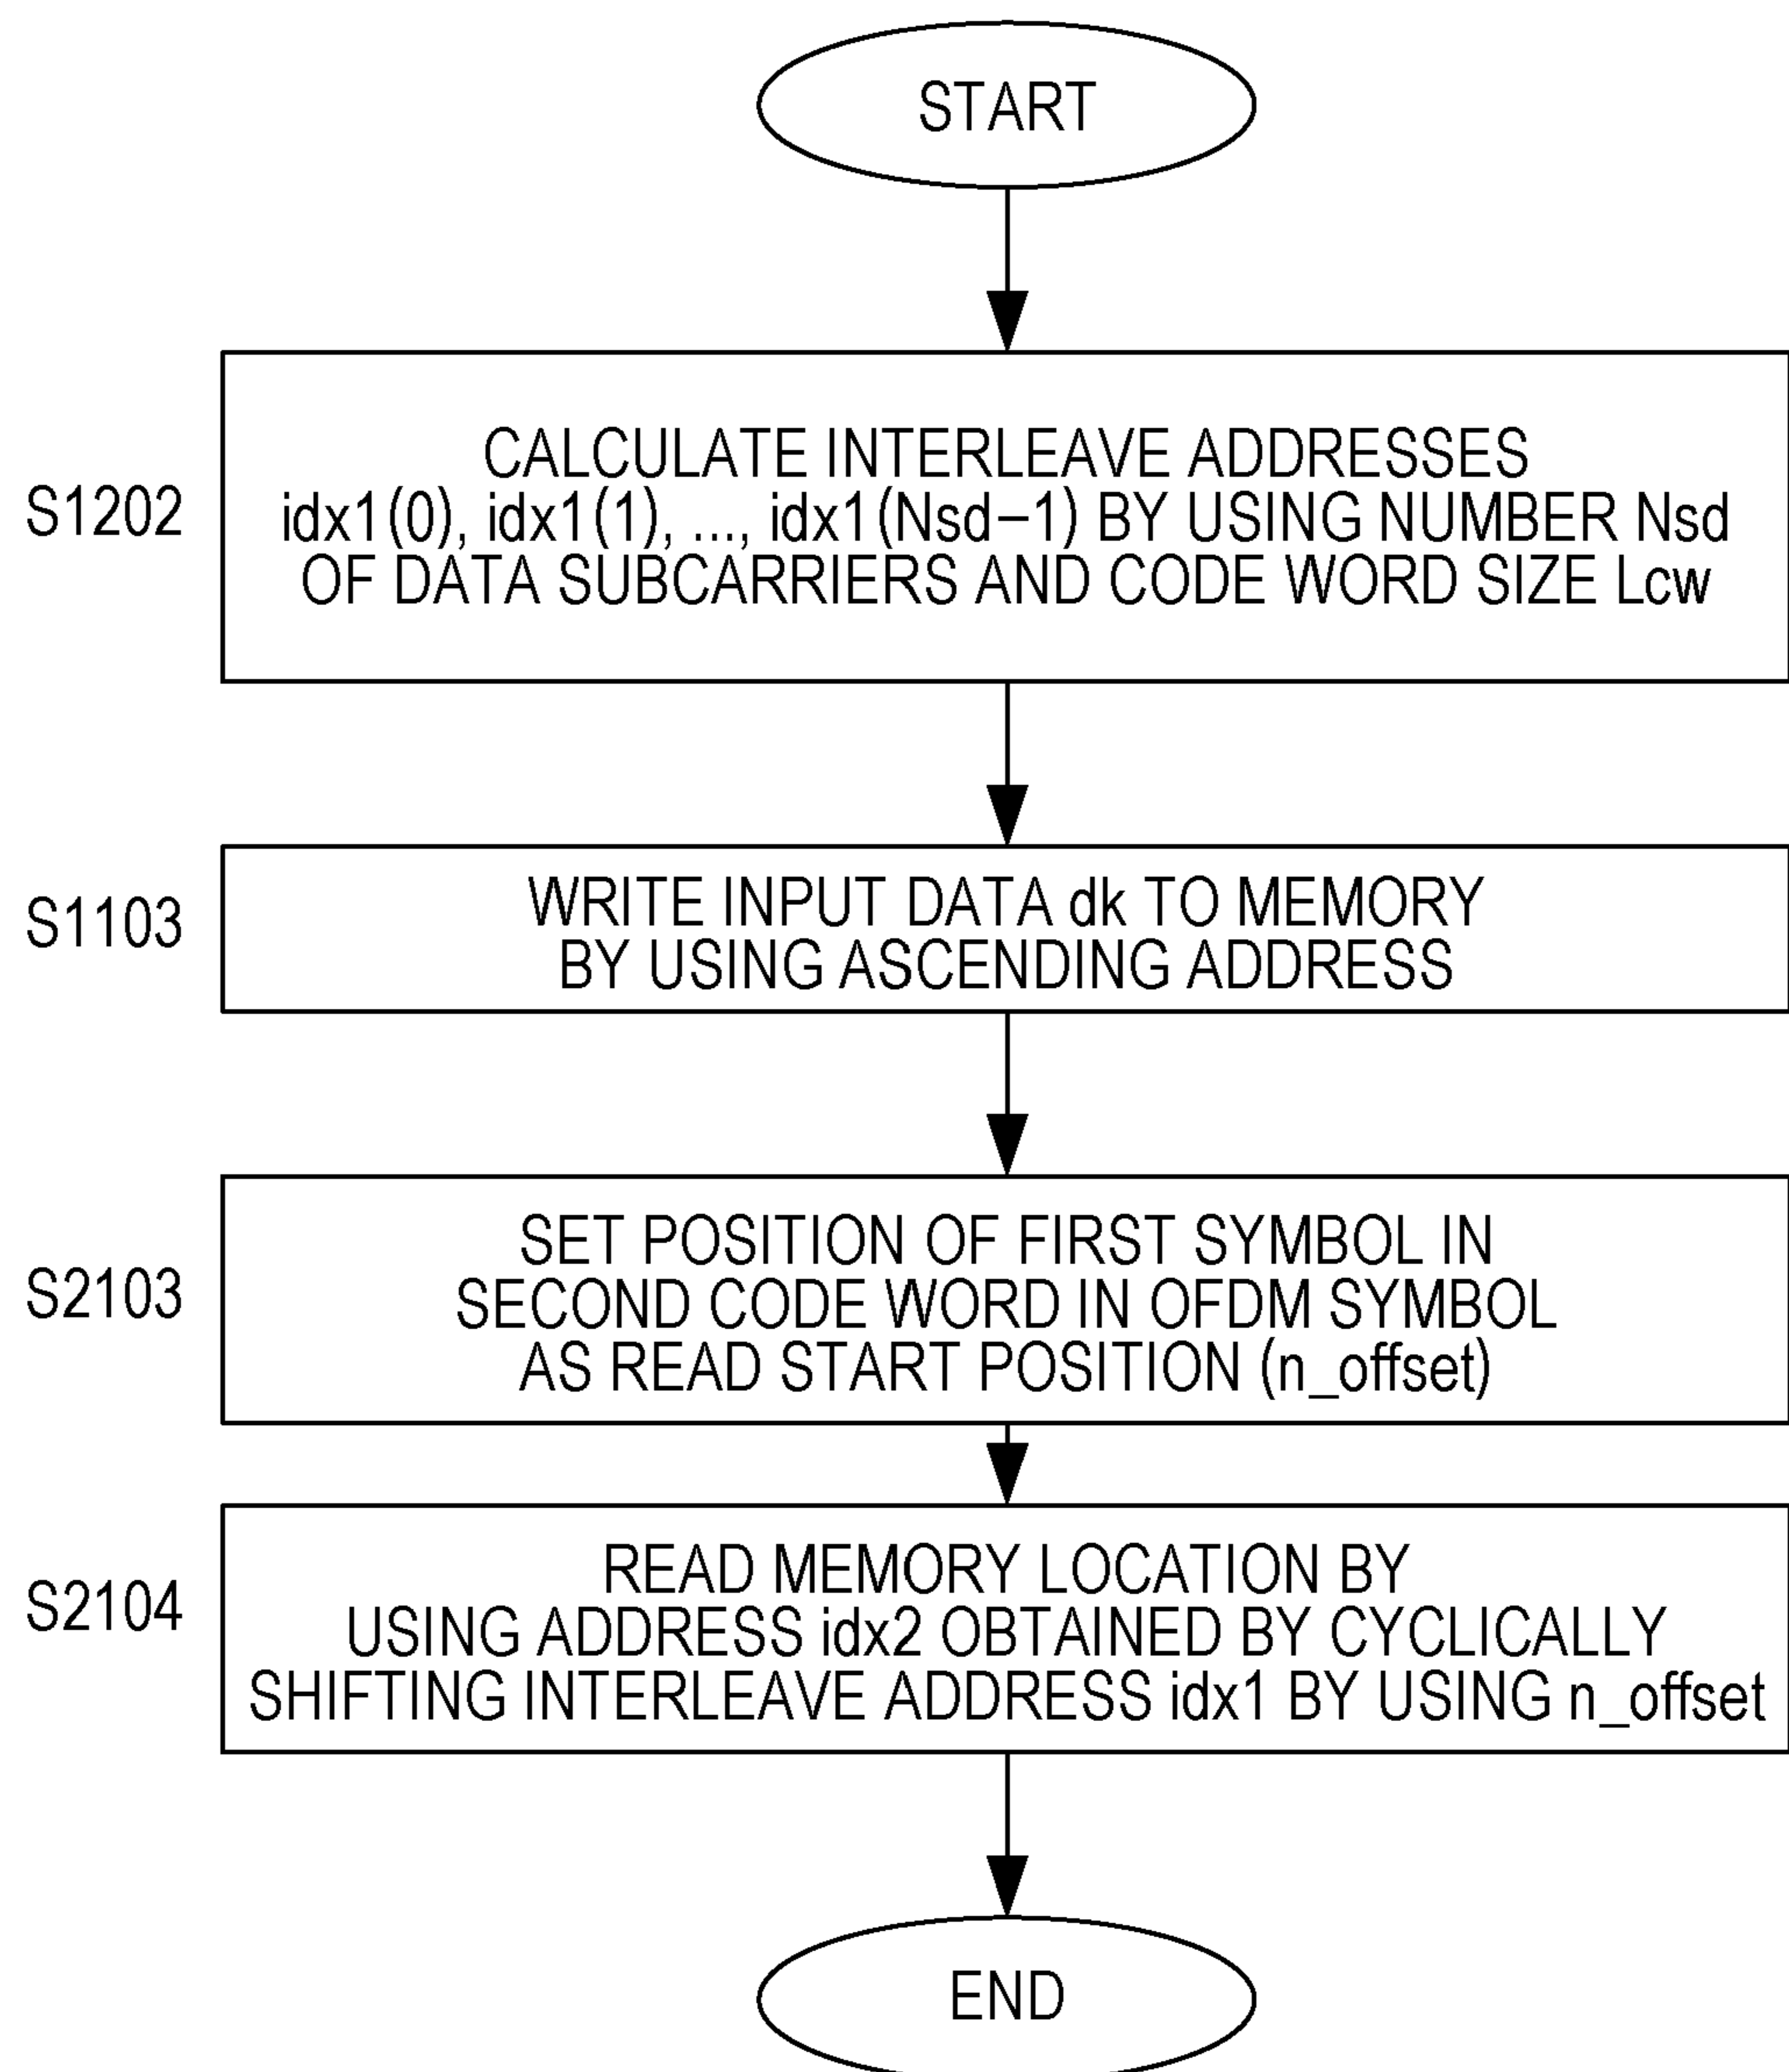 START
S1202
CALCULATE INTERLEAVE ADDRESSES
idx1(0), idx1(1), ..., idx1(Nsd−1) BY USING NUMBER Nsd
OF DATA SUBCARRIERS AND CODE WORD SIZE Lcw
S1103
WRITE INPUT DATA dk TO MEMORY
BY USING ASCENDING ADDRESS
S2103
SET POSITION OF FIRST SYMBOL IN
SECOND CODE WORD IN OFDM SYMBOL
AS READ START POSITION (n_offset)
S2104
READ MEMORY LOCATION BY
USING ADDRESS idx2 OBTAINED BY CYCLICALLY
SHIFTING INTERLEAVE ADDRESS idx1 BY USING n_offset
END